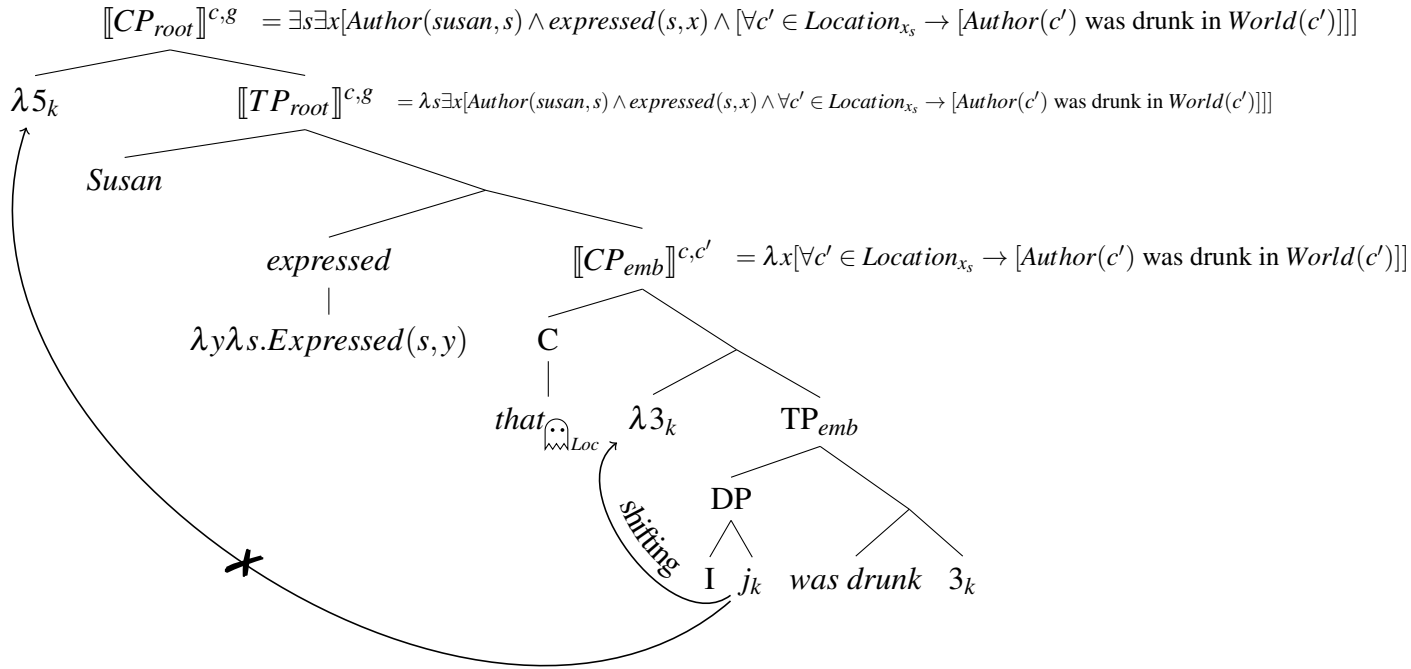 ⟦CP_root⟧^{c,g} = ∃s∃x[Author(susan,s) ∧ expressed(s,x) ∧ [∀c′ ∈ Location_{x_s} → [Author(c′) was drunk in World(c′)]]]
λ5_k ⟦TP_root⟧^{c,g} = λs∃x[Author(susan,s) ∧ expressed(s,x) ∧ ∀c′ ∈ Location_{x_s} → [Author(c′) was drunk in World(c′)]]]
Susan
expressed ⟦CP_emb⟧^{c,c′} = λx[∀c′ ∈ Location_{x_s} → [Author(c′) was drunk in World(c′)]]
λyλs.Expressed(s,y) C
that_Loc λ3_k TP_emb
DP
shifting
I j_k was drunk 3_k